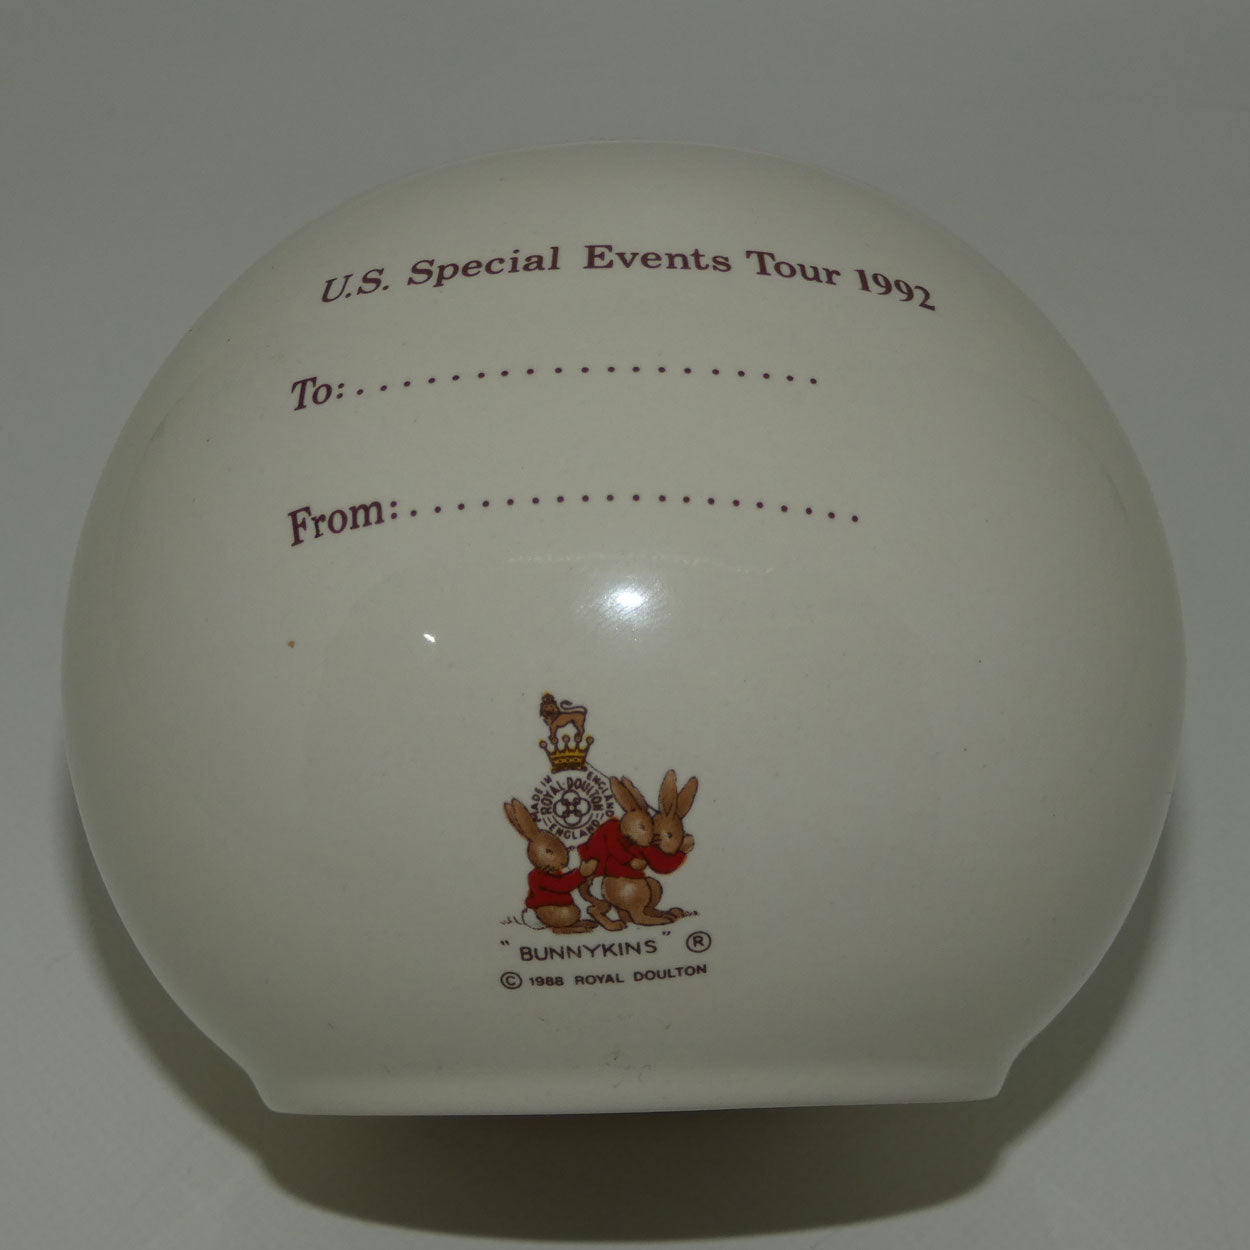 U.S. Special Events Tour 1992
To:...................
From:..................
MADE IN ENGLAND
ROYAL DOULTON
ENGLAND
"BUNNYKINS" ®
© 1988 ROYAL DOULTON